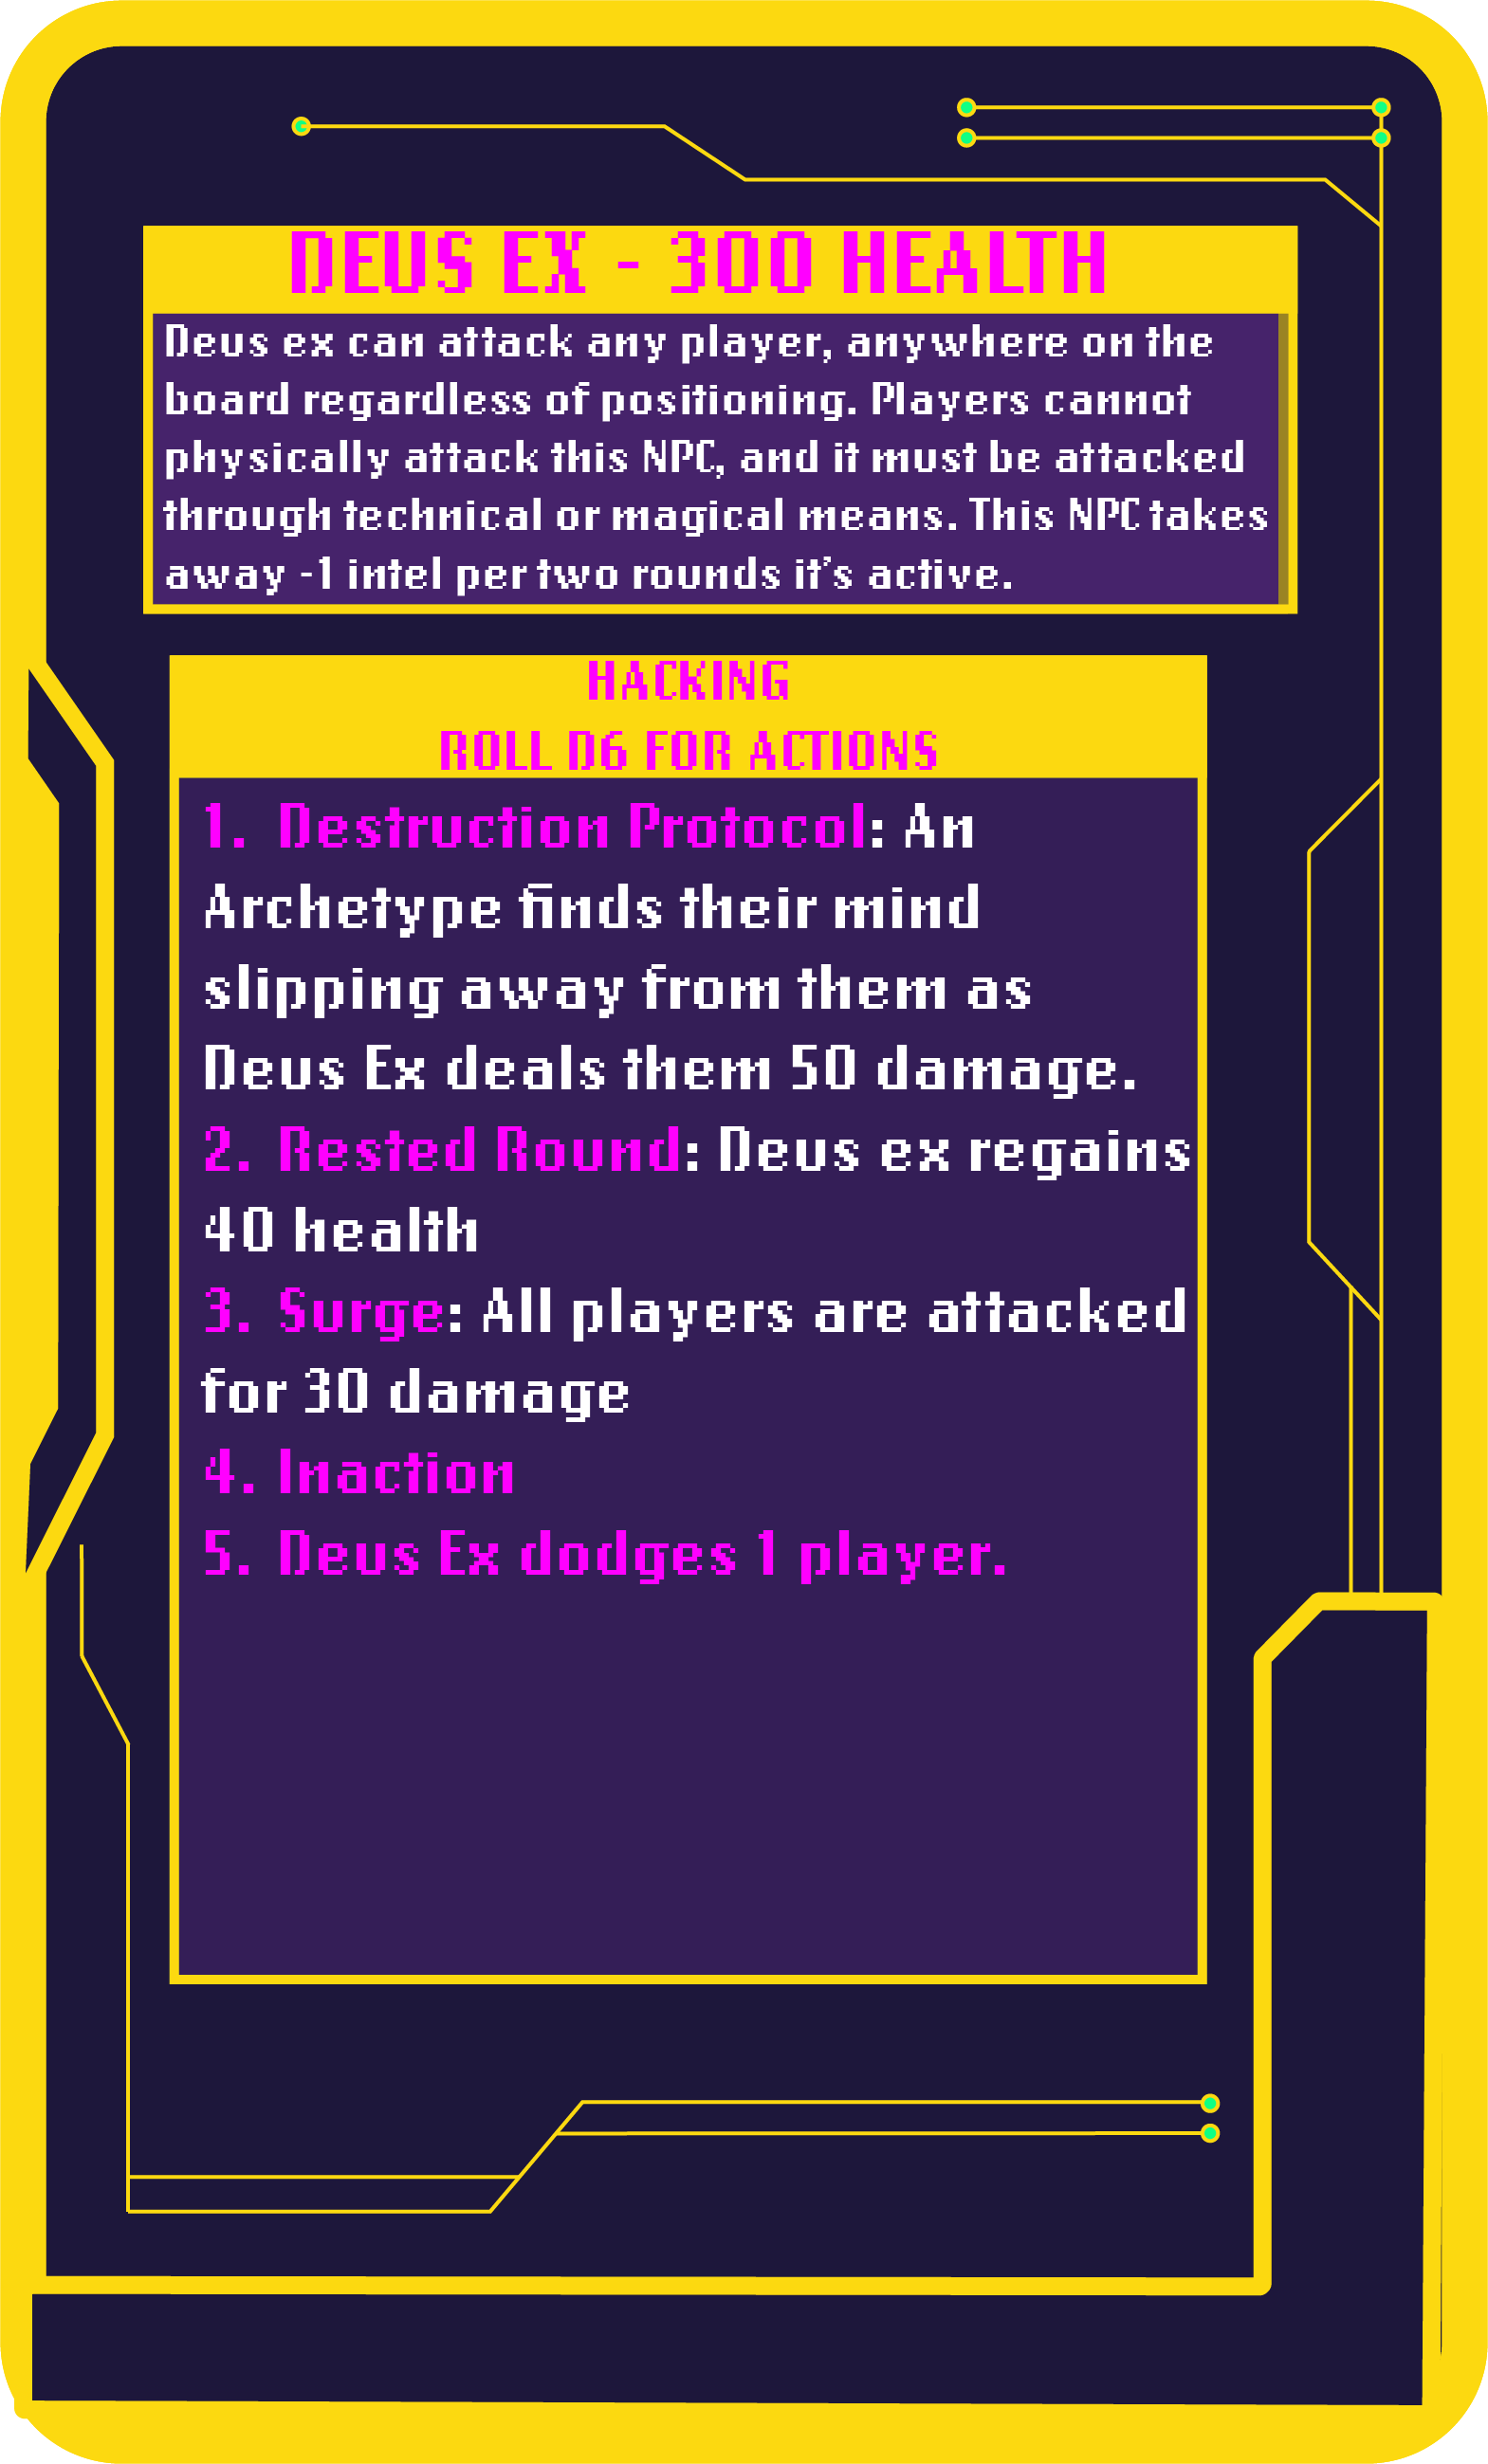 DEUS EX - 300 HEALTH
Deus ex can attack any player, anywhere on the
board regardless of positioning. Players cannot
physically attack this NPC, and it must be attacked
through technical or magical means. This NPC takes
away -1 intel per two rounds it's active.
HACKING
ROLL D6 FOR ACTIONS
1. Destruction Protocol: An
Archetype finds their mind
slipping away from them as
Deus Ex deals them 50 damage.
2. Rested Round: Deus ex regains
40 health
3. Surge: All players are attacked
for 30 damage
4. Inaction
5. Deus Ex dodges 1 player.